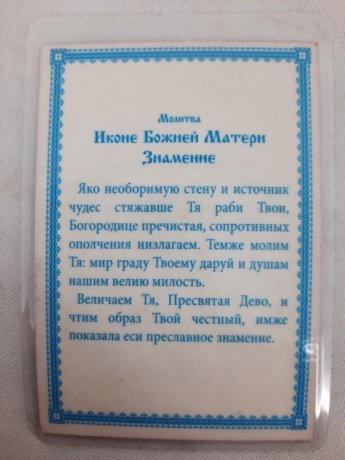 Молитва
Иконе Божией Матери
Знамение
Яко необоримую стену и источник
чудес стяжавше Тя раби Твои,
Богородице пречистая, сопротивных
ополчения низлагаем. Темже молим
Тя: мир граду Твоему даруй и душам
нашим велию милость.
Величаем Тя, Пресвятая Дево, и
чтим образ Твой честный, имже
показала еси преславное знамение.